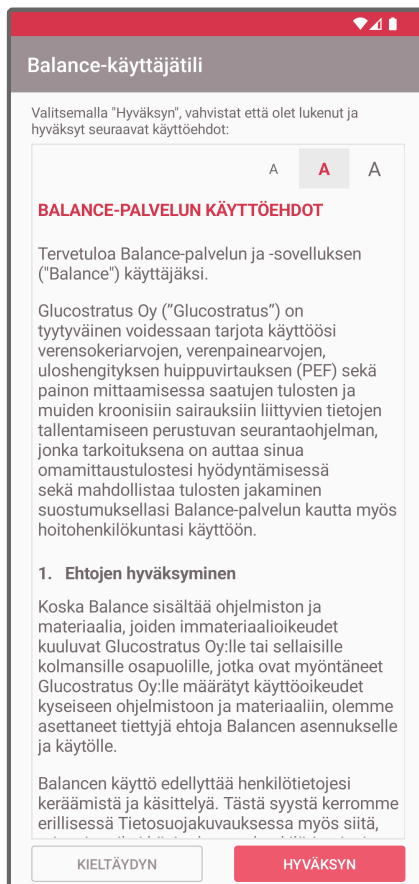 Balance-käyttäjätili
Valitsemalla "Hyväksyn", vahvistat että olet lukenut ja
hyväksyt seuraavat käyttöehdot:
A A A
BALANCE-PALVELUN KÄYTTÖEHDOT
Tervetuloa Balance-palvelun ja -sovelluksen
("Balance") käyttäjäksi.
Glucostratus Oy (”Glucostratus”) on
tyytyväinen voidessaan tarjota käyttöösi
verensokeriarvojen, verenpainearvojen,
uloshengityksen huippuvirtauksen (PEF) sekä
painon mittaamisessa saatujen tulosten ja
muiden kroonisiin sairauksiin liittyvien tietojen
tallentamiseen perustuvan seurantaohjelman,
jonka tarkoituksena on auttaa sinua
omamittaustulostesi hyödyntämisessä
sekä mahdollistaa tulosten jakaminen
suostumuksellasi Balance-palvelun kautta myös
hoitohenkilökuntasi käyttöön.
1. Ehtojen hyväksyminen
Koska Balance sisältää ohjelmiston ja
materiaalia, joiden immateriaalioikeudet
kuuluvat Glucostratus Oy:lle tai sellaisille
kolmansille osapuolille, jotka ovat myöntäneet
Glucostratus Oy:lle määrätyt käyttöoikeudet
kyseiseen ohjelmistoon ja materiaaliin, olemme
asettaneet tiettyjä ehtoja Balancen asennukselle
ja käytölle.
Balancen käyttö edellyttää henkilötietojesi
keräämistä ja käsittelyä. Tästä syystä kerromme
erillisessä Tietosuojakuvauksessa myös siitä,
KIELTÄYDYN HYVÄKSYN